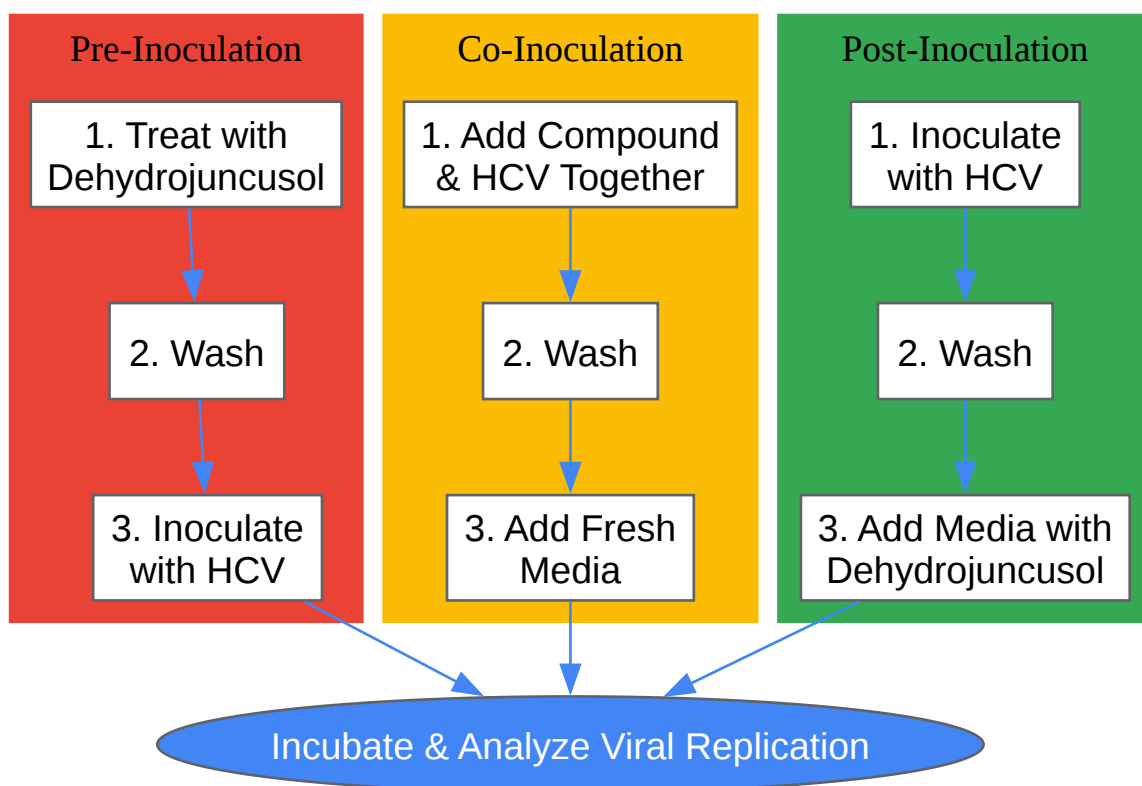 Pre-Inoculation
1. Treat with
Dehydrojuncusol
2. Wash
3. Inoculate
with HCV
Co-Inoculation
1. Add Compound
& HCV Together
2. Wash
3. Add Fresh
Media
Post-Inoculation
1. Inoculate
with HCV
2. Wash
3. Add Media with
Dehydrojuncusol
Incubate & Analyze Viral Replication